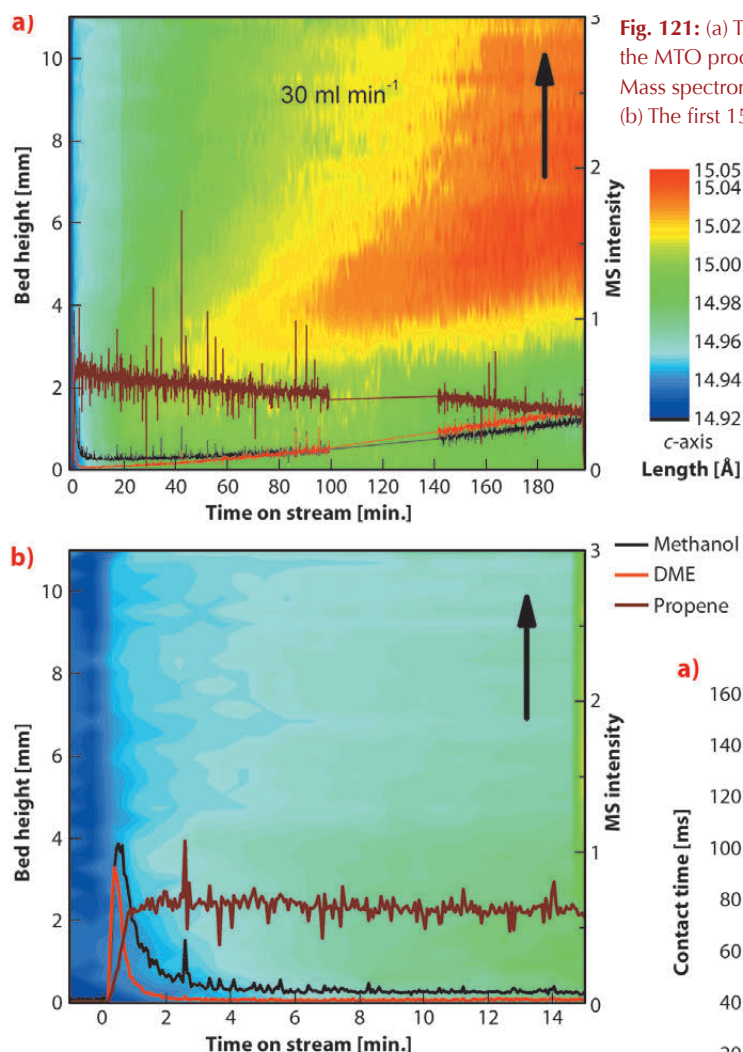 a)
30 ml min⁻¹
10
8
6
4
2
0
Bed height [mm]
3
2
1
0
MS intensity
0 20 40 60 80 100 120 140 160 180
Time on stream [min.]
Fig. 121: (a) T
the MTO prod
Mass spectron
(b) The first 15
15.05
15.04
15.02
15.00
14.98
14.96
14.94
14.92
c-axis
Length [Å]
b)
10
8
6
4
2
0
Bed height [mm]
3
2
1
0
MS intensity
0 2 4 6 8 10 12 14
Time on stream [min.]
Methanol
DME
Propene
a)
160
140
120
100
80
60
40
Contact time [ms]